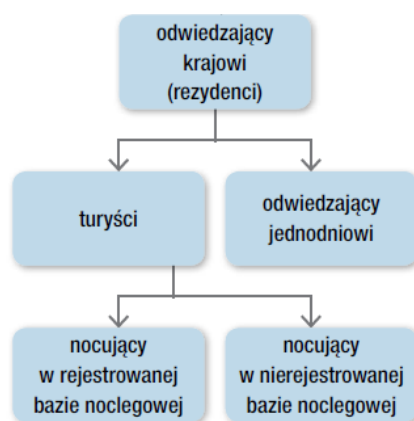 odwiedzający
krajowi
(rezydenci)
turyści
odwiedzający
jednodniowi
nocujący
w rejestrowanej
bazie noclegowej
nocujący
w nierejestrowanej
bazie noclegowej